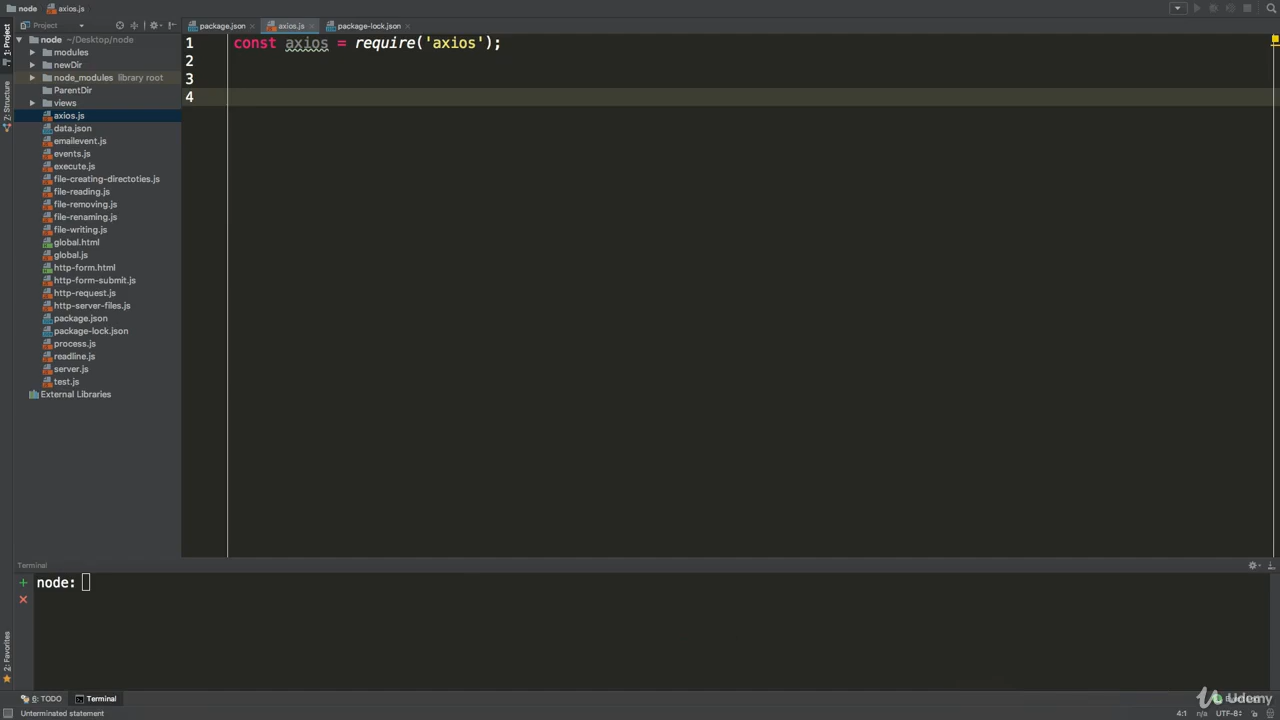 node
axios.js
1: Project
Project
package.json
axios.js
package-lock.json
node ~/Desktop/node
modules
newDir
node_modules library root
ParentDir
views
axios.js
data.json
emailevent.js
events.js
execute.js
file-creating-directoties.js
file-reading.js
file-removing.js
file-renaming.js
file-writing.js
global.html
global.js
http-form.html
http-form-submit.js
http-request.js
http-server-files.js
package.json
package-lock.json
process.js
readline.js
server.js
test.js
External Libraries
Z: Structure
1 const axios = require('axios');
2
3
4
Terminal
node:
2: Favorites
6: TODO
Terminal
Udemy
Unterminated statement
4:1
n/a
UTF-8